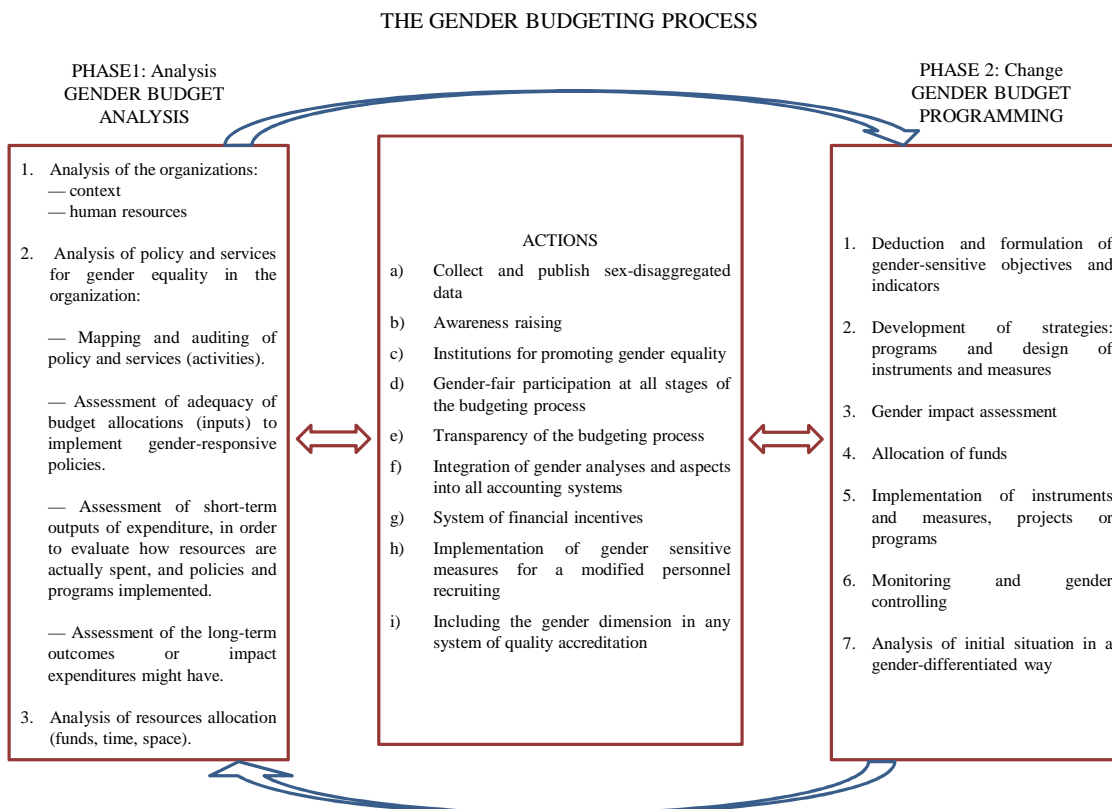 THE GENDER BUDGETING PROCESS
PHASE1: Analysis
GENDER BUDGET
ANALYSIS
1. Analysis of the organizations:
— context
— human resources
2. Analysis of policy and services
for gender equality in the
organization:
— Mapping and auditing of
policy and services (activities).
— Assessment of adequacy of
budget allocations (inputs) to
implement gender-responsive
policies.
— Assessment of short-term
outputs of expenditure, in order
to evaluate how resources are
actually spent, and policies and
programs implemented.
— Assessment of the long-term
outcomes or impact
expenditures might have.
3. Analysis of resources allocation
(funds, time, space).
ACTIONS
a) Collect and publish sex-disaggregated
data
b) Awareness raising
c) Institutions for promoting gender equality
d) Gender-fair participation at all stages of
the budgeting process
e) Transparency of the budgeting process
f) Integration of gender analyses and aspects
into all accounting systems
g) System of financial incentives
h) Implementation of gender sensitive
measures for a modified personnel
recruiting
i) Including the gender dimension in any
system of quality accreditation
PHASE 2: Change
GENDER BUDGET
PROGRAMMING
1. Deduction and formulation of
gender-sensitive objectives and
indicators
2. Development of strategies:
programs and design of
instruments and measures
3. Gender impact assessment
4. Allocation of funds
5. Implementation of instruments
and measures, projects or
programs
6. Monitoring and gender
controlling
7. Analysis of initial situation in a
gender-differentiated way